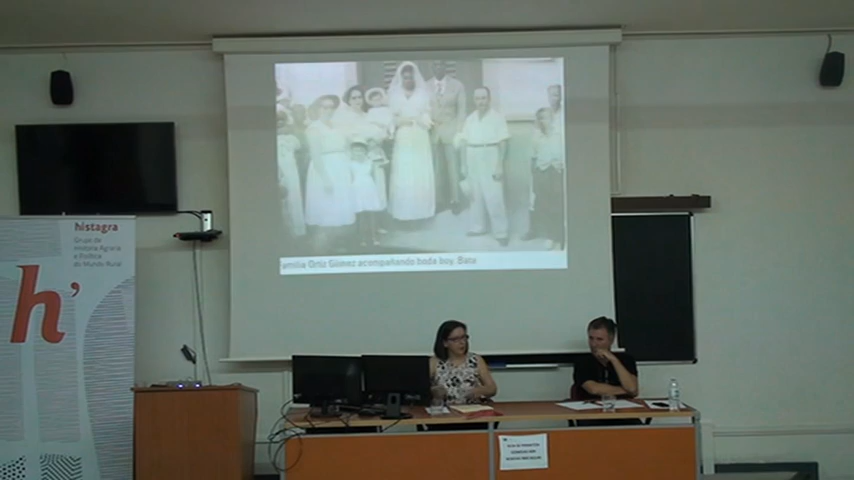 histagra
Grupo de
Historia Agraria
e Política
do Mundo Rural
h'
amilia Ortiz Gómez acompañando boda boy. Bata